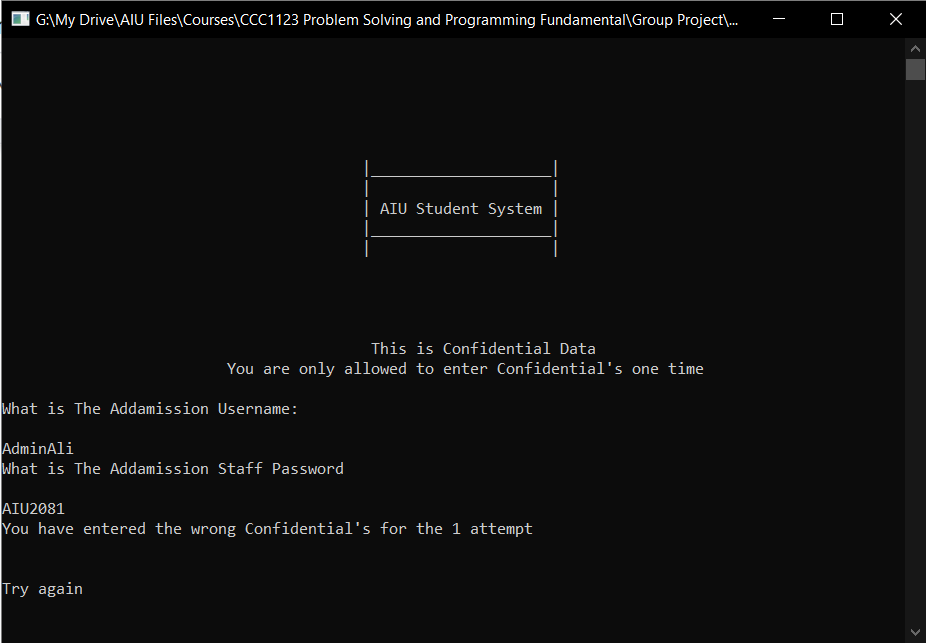 G:\My Drive\AIU Files\Courses\CCC1123 Problem Solving and Programming Fundamental\Group Project\...
AIU Student System
This is Confidential Data
You are only allowed to enter Confidential's one time
What is The Addamission Username:
AdminAli
What is The Addamission Staff Password
AIU2081
You have entered the wrong Confidential's for the 1 attempt
Try again